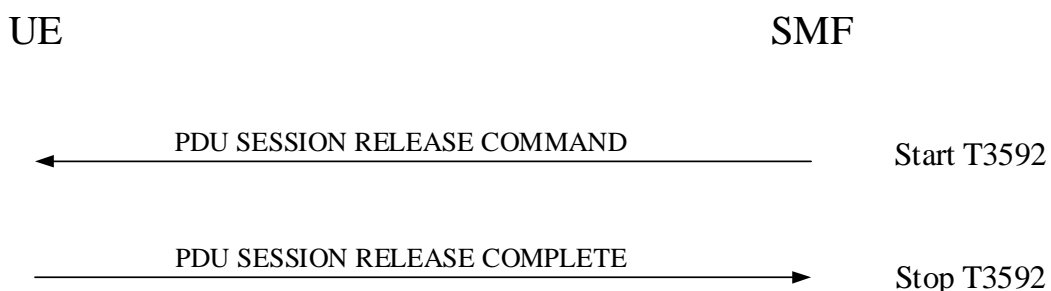 UE SMF
PDU SESSION RELEASE COMMAND Start T3592
PDU SESSION RELEASE COMPLETE Stop T3592